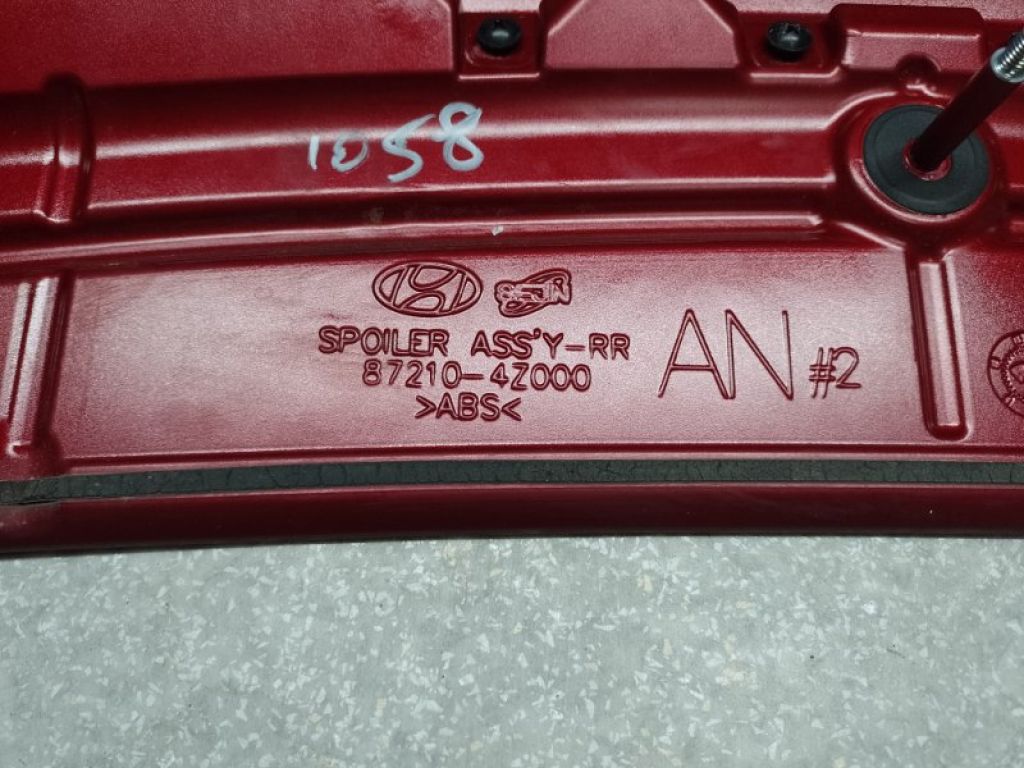 1058
SPOILER ASS'Y-RR
87210-4Z000
>ABS<
AN #2